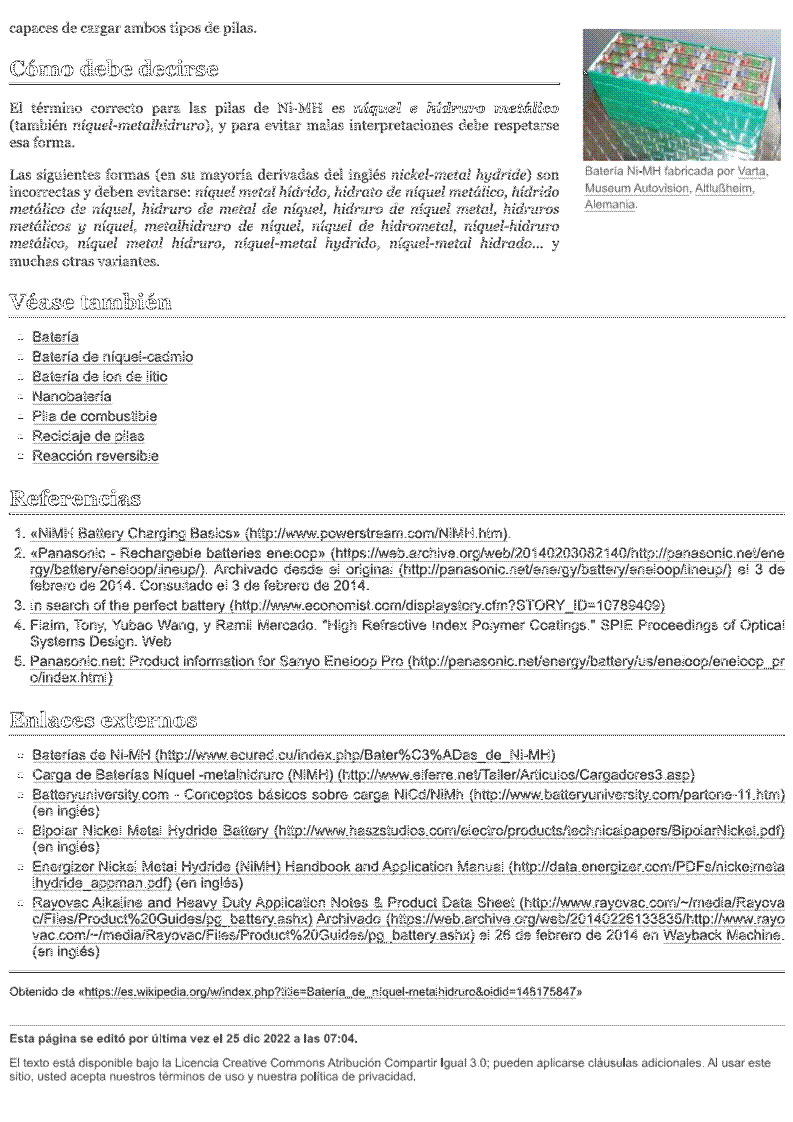 capaces de cargar ambos tipos de pilas.
Cómo debe decirse
El término correcto para las pilas de Ni-MH es níquel e hidruro metálico
(también níquel-metalhidruro), y para evitar malas interpretaciones debe respetarse
esa forma.
Las siguientes formas (en su mayoría derivadas del inglés nickel-metal hydride) son
incorrectas y deben evitarse: níquel metal hídrido, hidrato de níquel metálico, hídrido
metálico de níquel, hidruro de metal de níquel, hidruro de níquel metal, hidruros
metálicos y níquel, metalhidruro de níquel, níquel de hidrometal, níquel-hidruro
metálico, níquel metal hidruro, níquel-metal hydrido, níquel-metal hidrado... y
muchas otras variantes.
VARTA
Batería Ni-MH fabricada por Varta,
Museum Autovision, Altlußheim,
Alemania.
Véase también
Batería
Batería de níquel-cadmio
Batería de ion de litio
Nanobatería
Pila de combustible
Reciclaje de pilas
Reacción reversible
Referencias
1. «NiMH Battery Charging Basics» (http://www.powerstream.com/NiMH.htm).
2. «Panasonic - Rechargeble batteries eneloop» (https://web.archive.org/web/20140203082140/http://panasonic.net/ene
rgy/battery/eneloop/lineup/). Archivado desde el original (http://panasonic.net/energy/battery/eneloop/lineup/) el 3 de
febrero de 2014. Consultado el 3 de febrero de 2014.
3. In search of the perfect battery (http://www.economist.com/displaystory.cfm?STORY_ID=10789409)
4. Flaim, Tony, Yubao Wang, y Ramil Mercado. "High Refractive Index Polymer Coatings." SPIE Proceedings of Optical
Systems Design. Web
5. Panasonic.net: Product information for Sanyo Eneloop Pro (http://panasonic.net/energy/battery/us/eneloop/eneloop_pr
o/index.html)
Enlaces externos
Baterías de Ni-MH (http://www.ecured.cu/index.php/Bater%C3%ADas_de_Ni-MH)
Carga de Baterías Níquel -metalhidruro (NiMH) (http://www.elferre.net/Taller/Articulos/Cargadores3.asp)
Batteryuniversity.com - Conceptos básicos sobre carga NiCd/NiMh (http://www.batteryuniversity.com/partone-11.htm)
(en inglés)
Bipolar Nickel Metal Hydride Battery (http://www.haszstudios.com/electro/products/technicalpapers/BipolarNickel.pdf)
(en inglés)
Energizer Nickel Metal Hydride (NiMH) Handbook and Application Manual (http://data.energizer.com/PDFs/nickelmeta
lhydride_appman.pdf) (en inglés)
Rayovac Alkaline and Heavy Duty Application Notes & Product Data Sheet (http://www.rayovac.com/~/media/Rayova
c/Files/Product%20Guides/pg_battery.ashx) Archivado (https://web.archive.org/web/20140226133835/http://www.rayo
vac.com/~/media/Rayovac/Files/Product%20Guides/pg_battery.ashx) el 26 de febrero de 2014 en Wayback Machine.
(en inglés)
Obtenido de «https://es.wikipedia.org/w/index.php?title=Batería_de_níquel-metalhidruro&oldid=148175847»
Esta página se editó por última vez el 25 dic 2022 a las 07:04.
El texto está disponible bajo la Licencia Creative Commons Atribución Compartir Igual 3.0; pueden aplicarse cláusulas adicionales. Al usar este
sitio, usted acepta nuestros términos de uso y nuestra política de privacidad.